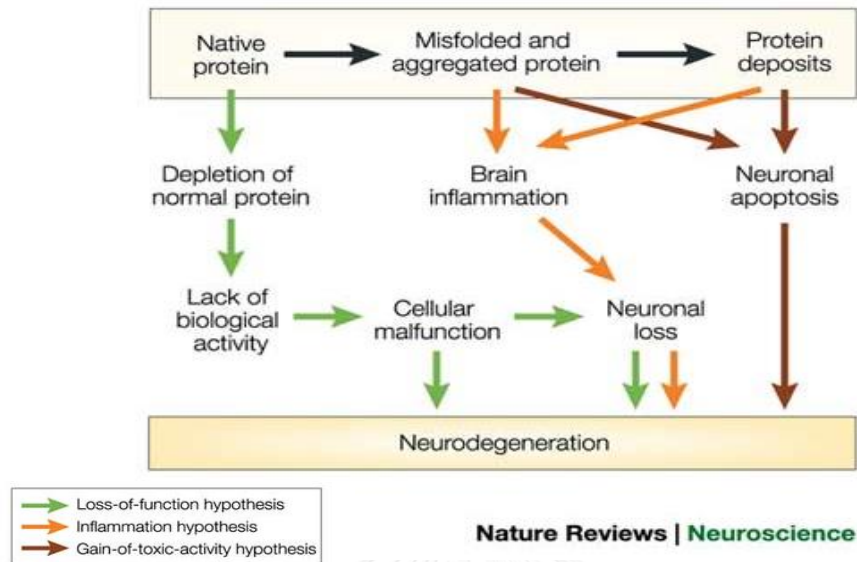 Native
protein
Misfolded and
aggregated protein
Protein
deposits
Depletion of
normal protein
Brain
inflammation
Neuronal
apoptosis
Lack of
biological
activity
Cellular
malfunction
Neuronal
loss
Neurodegeneration
Loss-of-function hypothesis
Inflammation hypothesis
Gain-of-toxic-activity hypothesis
Nature Reviews | Neuroscience